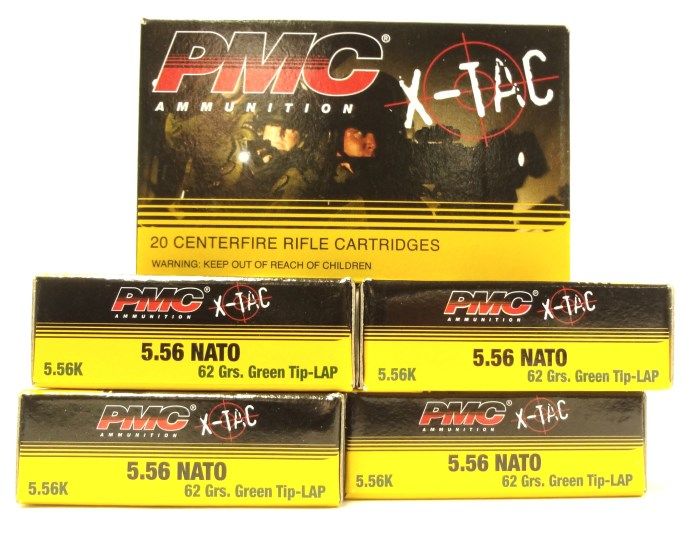 PMC®
AMMUNITION
X-TAC
20 CENTERFIRE RIFLE CARTRIDGES
WARNING: KEEP OUT OF REACH OF CHILDREN
PMC X-TAC
AMMUNITION
5.56 NATO
5.56K
62 Grs. Green Tip-LAP
PMC X-TAC
AMMUNITION
5.56 NATO
5.56K
62 Grs. Green Tip-LAP
PMC X-TAC
AMMUNITION
5.56 NATO
5.56K
62 Grs. Green Tip-LAP
PMC X-TAC
AMMUNITION
5.56 NATO
5.56K
62 Grs. Green Tip-LAP